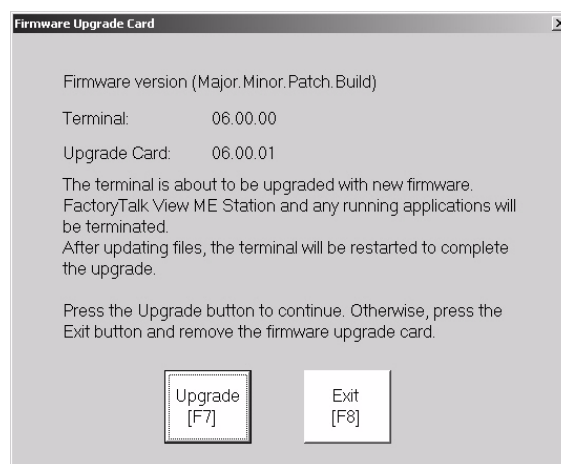 Firmware Upgrade Card
Firmware version (Major.Minor.Patch.Build)
Terminal: 06.00.00
Upgrade Card: 06.00.01
The terminal is about to be upgraded with new firmware.
FactoryTalk View ME Station and any running applications will
be terminated.
After updating files, the terminal will be restarted to complete
the upgrade.
Press the Upgrade button to continue. Otherwise, press the
Exit button and remove the firmware upgrade card.
Upgrade
[F7]
Exit
[F8]